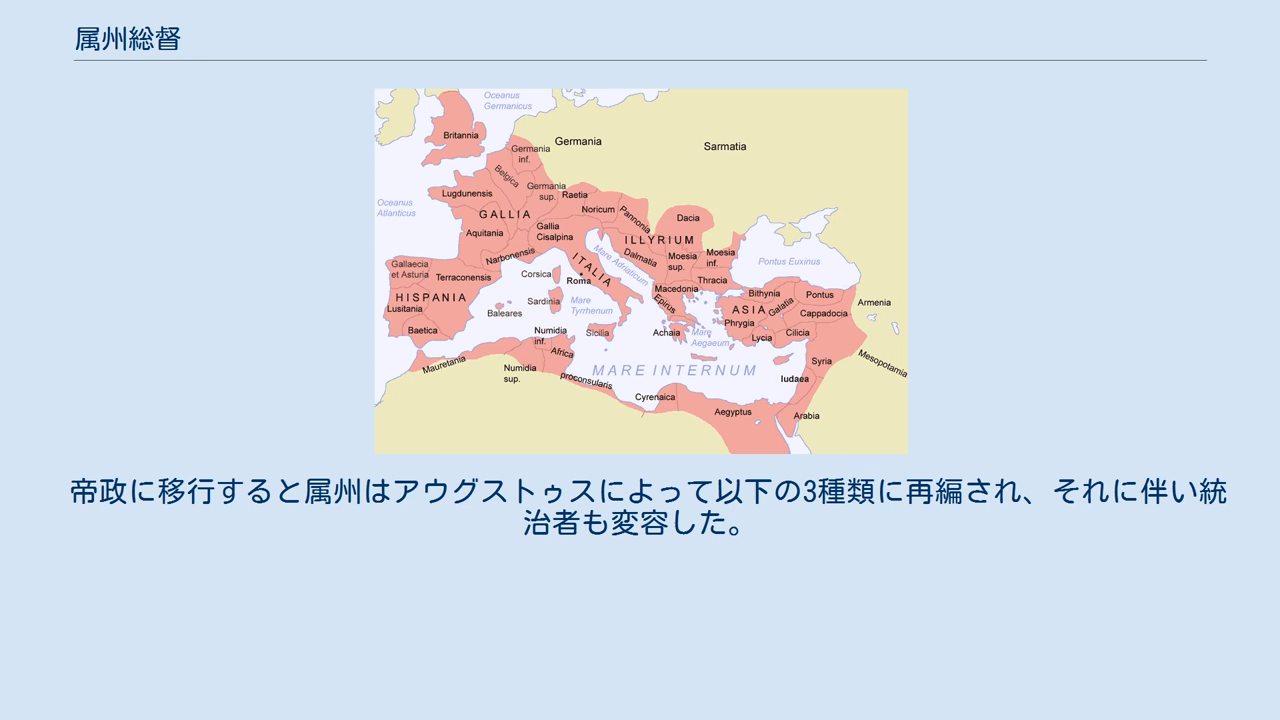 属州総督
Oceanus
Germanicus
Britannia
Germania
Sarmatia
Germania
inf.
Belgica
Germania
sup.
Lugdunensis
Raetia
Oceanus
Atlanticus
GALLIA
Noricum
Pannonia
Dacia
Aquitania
Gallia
Cisalpina
ILLYRIUM
Narbonensis
Mare Adriaticum
Dalmatia
Moesia
sup.
Moesia
inf.
Pontus Euxinus
Gallaecia
et Asturia
Terraconensis
Corsica
ITALIA
Roma
Thracia
Macedonia
HISPANIA
Lusitania
Sardinia
Mare
Tyrrhenum
Epirus
Bithynia
Pontus
Armenia
Baleares
ASIA
Galatia
Cappadocia
Baetica
Numidia
inf.
Sicilia
Achaia
Mare
Aegaeum
Phrygia
Lycia
Cilicia
Mauretania
Africa
proconsularis
Numidia
sup.
MARE INTERNUM
Syria
Mesopotamia
Iudaea
Cyrenaica
Aegyptus
Arabia
帝政に移行すると属州はアウグストゥスによって以下の3種類に再編され、それに伴い統
治者も変容した。